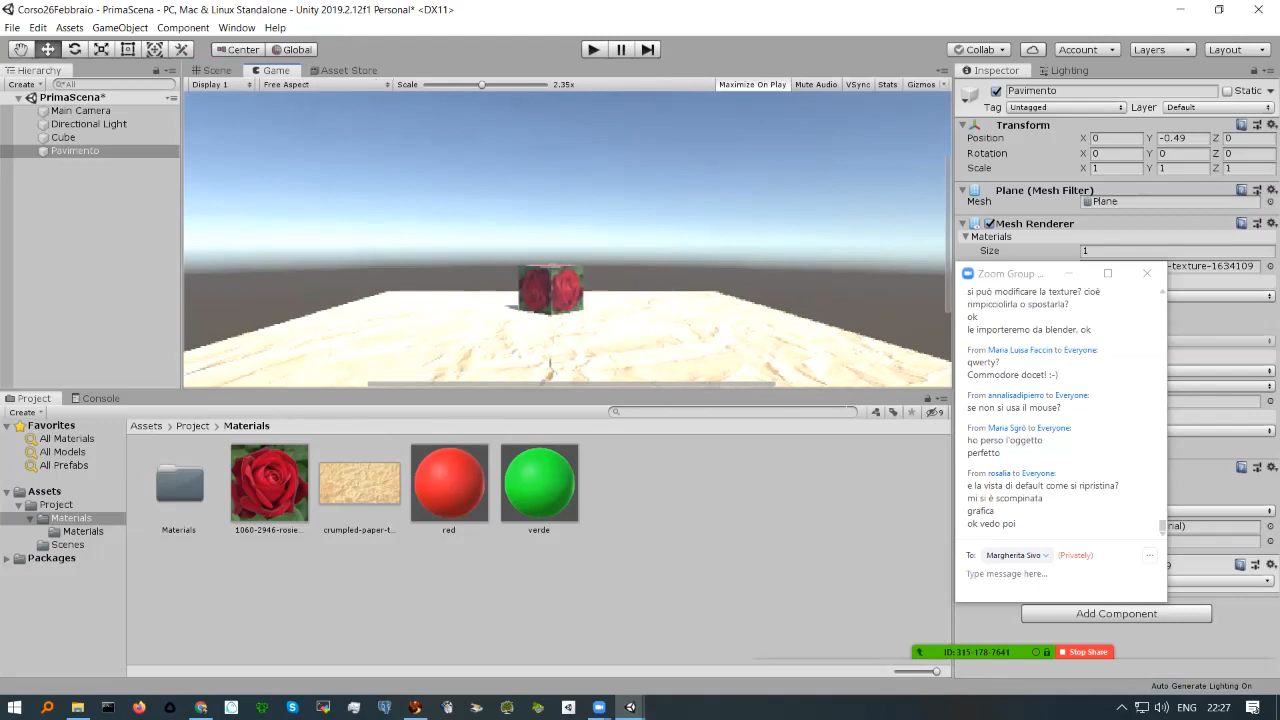 Corso26Febbraio - PrimaScena - PC, Mac & Linux Standalone - Unity 2019.2.12f1 Personal* <DX11>
File Edit Assets GameObject Component Window Help
Center Global Collab Account Layers Layout
Hierarchy Scene Game Asset Store Inspector Lighting
Create All Display 1 Free Aspect Scale 2.35x Maximize On Play Mute Audio VSync Stats Gizmos
PrimaScena*
Main Camera
Directional Light
Cube
Pavimento
Pavimento Static
Tag Untagged Layer Default
Transform
Position X 0 Y -0.49 Z 0
Rotation X 0 Y 0 Z 0
Scale X 1 Y 1 Z 1
Plane (Mesh Filter)
Mesh Plane
Mesh Renderer
Materials
Size 1
-texture-1634109
Zoom Group ...
si può modificare la texture? cioè
rimpicciolirla o spostarla?
ok
le importeremo da blender, ok
From Maria Luisa Faccin to Everyone:
qwerty?
Commodore docet! :-)
From annalisadipierro to Everyone:
se non si usa il mouse?
From Maria Sgrò to Everyone:
ho perso l'oggetto
perfetto
From rosalia to Everyone:
e la vista di default come si ripristina?
mi si è scompinata
grafica
ok vedo poi
To: Margherita Sivo (Privately) ...
Type message here...
nal)
Add Component
Project Console
Create 9
Favorites
All Materials
All Models
All Prefabs
Assets
Project
Materials
Materials
Scenes
Packages
Assets Project Materials
Materials 1060-2946-rosie... crumpled-paper-t... red verde
ID: 315-178-7641 Stop Share
Auto Generate Lighting On
ENG 22:27